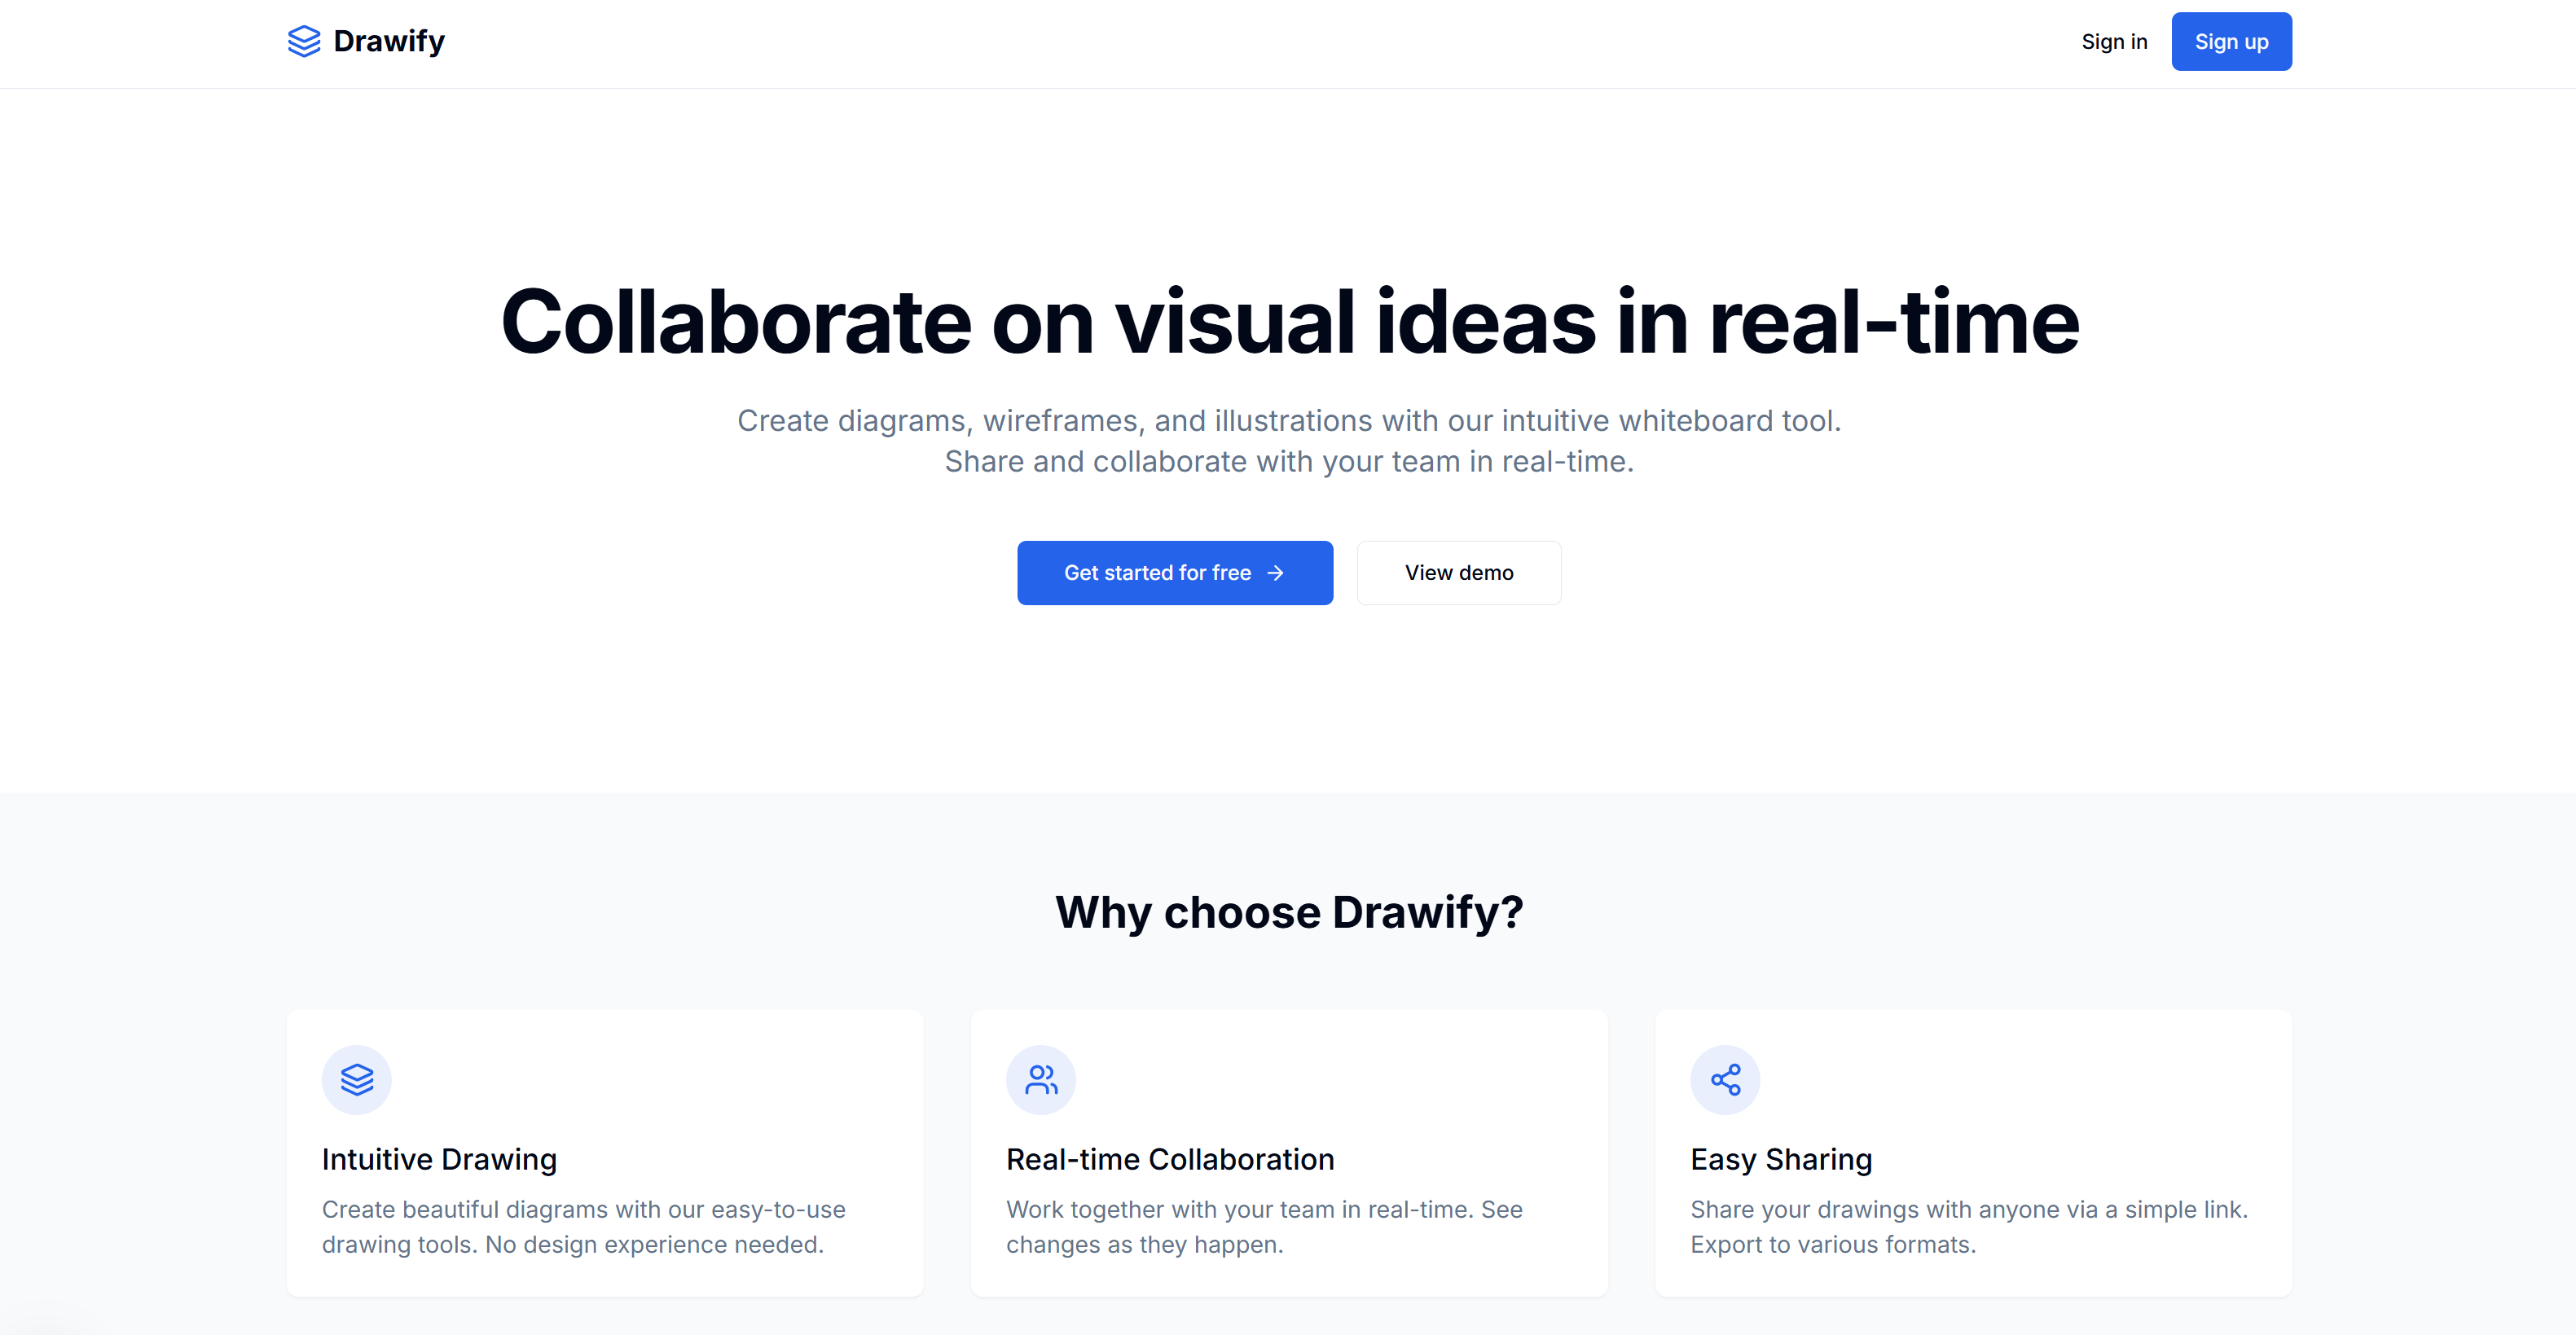 Drawify
Sign in
Sign up
Collaborate on visual ideas in real-time
Create diagrams, wireframes, and illustrations with our intuitive whiteboard tool.
Share and collaborate with your team in real-time.
Get started for free
View demo
Why choose Drawify?
Intuitive Drawing
Create beautiful diagrams with our easy-to-use
drawing tools. No design experience needed.
Real-time Collaboration
Work together with your team in real-time. See
changes as they happen.
Easy Sharing
Share your drawings with anyone via a simple link.
Export to various formats.